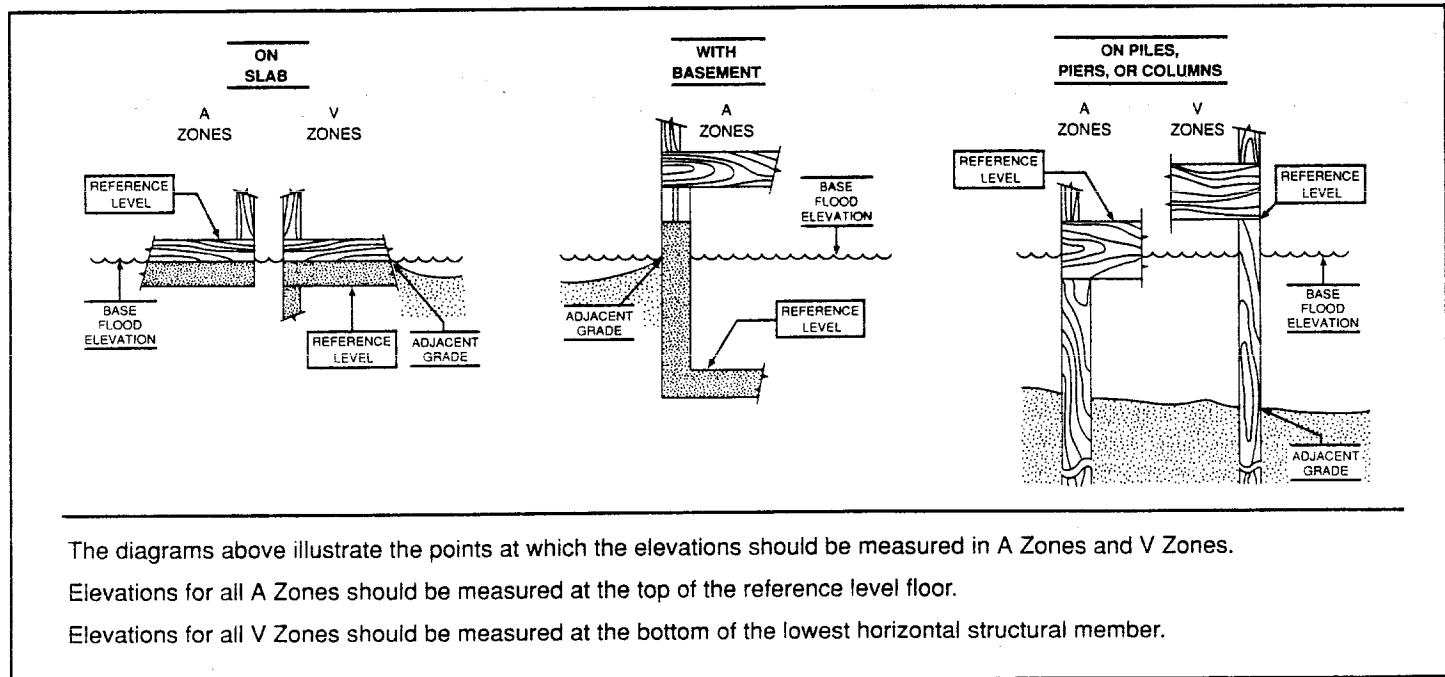 ON
SLAB
A
ZONES
V
ZONES
REFERENCE
LEVEL
BASE
FLOOD
ELEVATION
REFERENCE
LEVEL
ADJACENT
GRADE
WITH
BASEMENT
A
ZONES
BASE
FLOOD
ELEVATION
ADJACENT
GRADE
REFERENCE
LEVEL
ON PILES,
PIERS, OR COLUMNS
A
ZONES
V
ZONES
REFERENCE
LEVEL
REFERENCE
LEVEL
BASE
FLOOD
ELEVATION
ADJACENT
GRADE
The diagrams above illustrate the points at which the elevations should be measured in A Zones and V Zones.
Elevations for all A Zones should be measured at the top of the reference level floor.
Elevations for all V Zones should be measured at the bottom of the lowest horizontal structural member.